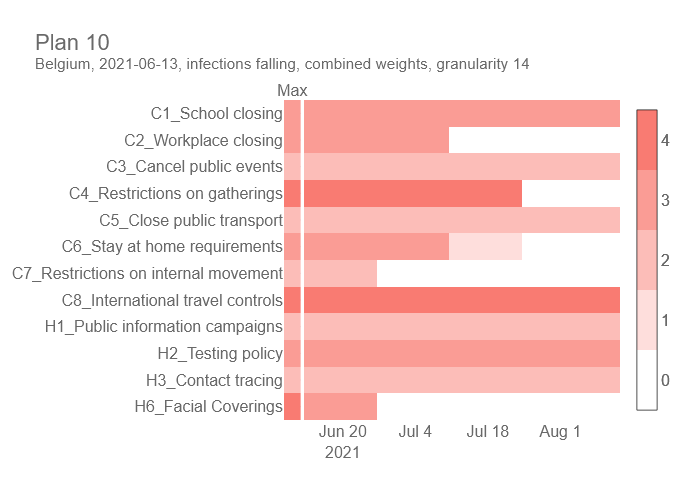 Plan 10
Belgium, 2021-06-13, infections falling, combined weights, granularity 14
Max
C1_School closing
C2_Workplace closing
C3_Cancel public events
C4_Restrictions on gatherings
C5_Close public transport
C6_Stay at home requirements
C7_Restrictions on internal movement
C8_International travel controls
H1_Public information campaigns
H2_Testing policy
H3_Contact tracing
H6_Facial Coverings
4
3
2
1
0
Jun 20 Jul 4 Jul 18 Aug 1
2021